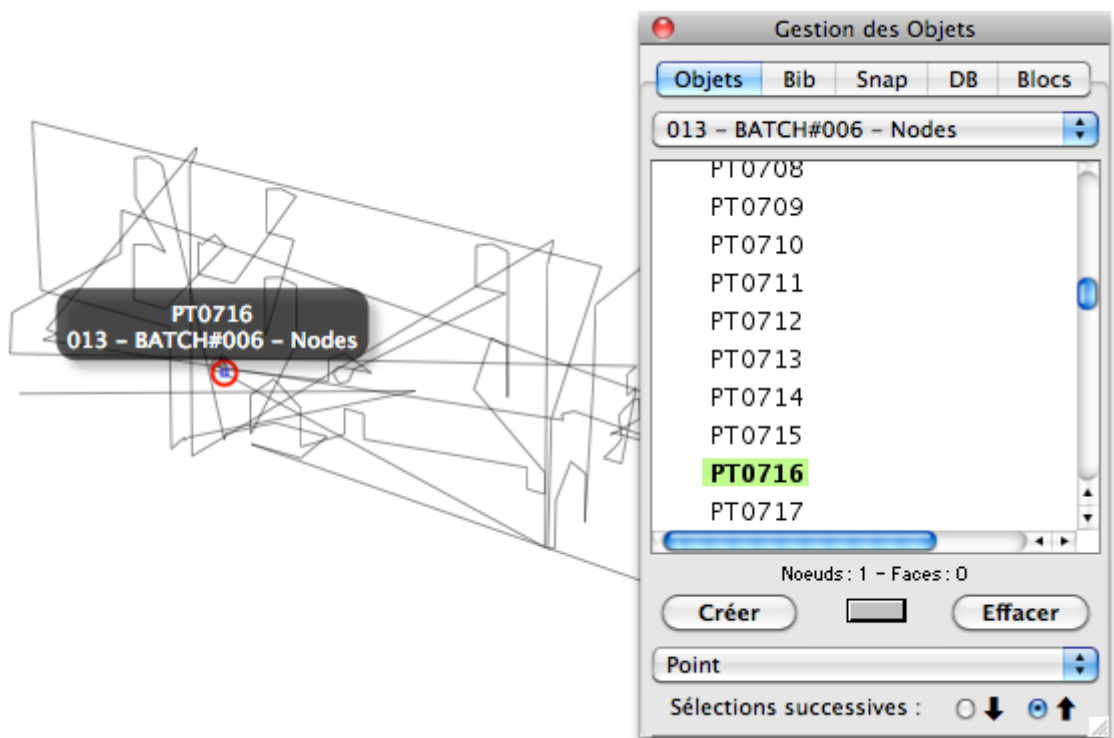 PT0716
013 - BATCH#006 - Nodes
Gestion des Objets
Objets Bib Snap DB Blocs
013 - BATCH#006 - Nodes
PT0708
PT0709
PT0710
PT0711
PT0712
PT0713
PT0714
PT0715
PT0716
PT0717
Noeuds : 1 - Faces : 0
Créer Effacer
Point
Sélections successives :